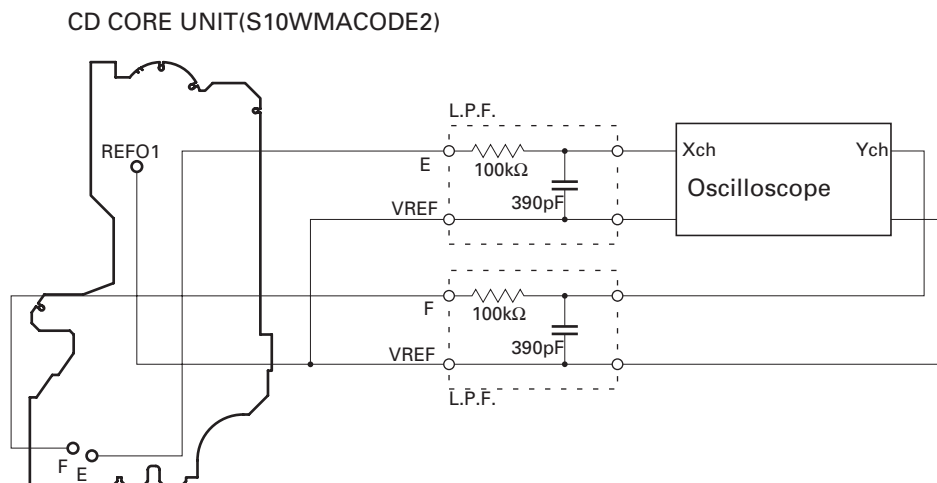 CD CORE UNIT(S10WMACODE2)
L.P.F.
REFO1
E
100kΩ
390pF
VREF
Xch
Ych
Oscilloscope
F
100kΩ
390pF
VREF
L.P.F.
F
E